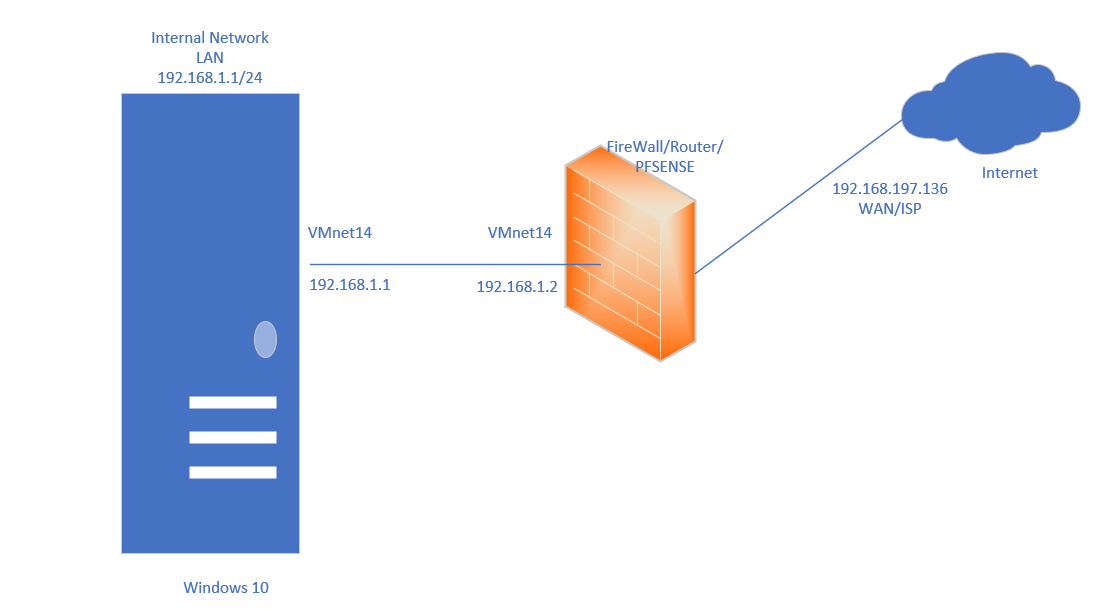 Internal Network
LAN
192.168.1.1/24
FireWall/Router/
PFSENSE
Internet
192.168.197.136
WAN/ISP
VMnet14
VMnet14
192.168.1.1
192.168.1.2
Windows 10